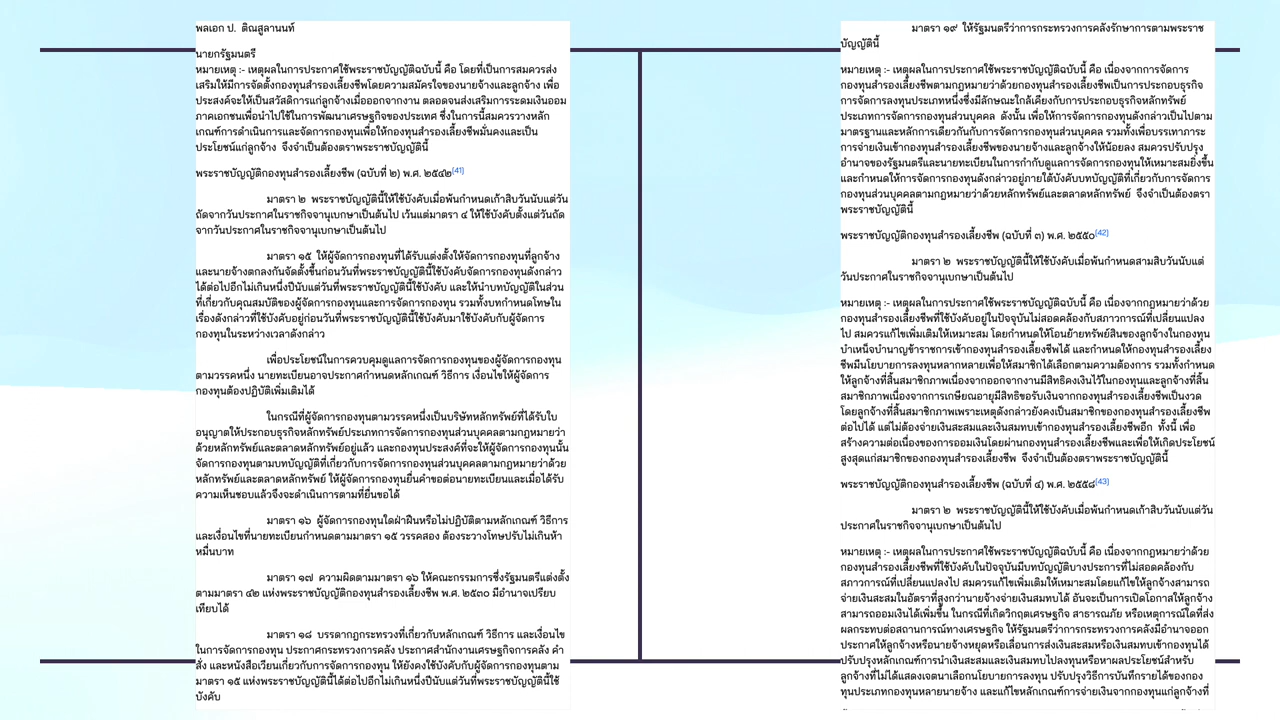 พลเอก ป. ติณสูลานนท์
นายกรัฐมนตรี
หมายเหตุ :- เหตุผลในการประกาศใช้พระราชบัญญัติฉบับนี้ คือ โดยที่เป็นการสมควรส่ง
เสริมให้มีการจัดตั้งกองทุนสำรองเลี้ยงชีพโดยความสมัครใจของนายจ้างและลูกจ้าง เพื่อ
ประสงค์จะให้เป็นสวัสดิการแก่ลูกจ้างเมื่อออกจากงาน ตลอดจนส่งเสริมการระดมเงินออม
ภาคเอกชนเพื่อนำไปใช้ในการพัฒนาเศรษฐกิจของประเทศ ซึ่งในการนี้สมควรวางหลัก
เกณฑ์การดำเนินการและจัดการกองทุนเพื่อให้กองทุนสำรองเลี้ยงชีพมั่นคงและเป็น
ประโยชน์แก่ลูกจ้าง จึงจำเป็นต้องตราพระราชบัญญัตินี้
พระราชบัญญัติกองทุนสำรองเลี้ยงชีพ (ฉบับที่ ๒) พ.ศ. ๒๕๔๒[41]
มาตรา ๒ พระราชบัญญัตินี้ให้ใช้บังคับเมื่อพ้นกำหนดเก้าสิบวันนับแต่วัน
ถัดจากวันประกาศในราชกิจจานุเบกษาเป็นต้นไป เว้นแต่มาตรา ๔ ให้ใช้บังคับตั้งแต่วันถัด
จากวันประกาศในราชกิจจานุเบกษาเป็นต้นไป
มาตรา ๑๕ ให้ผู้จัดการกองทุนที่ได้รับแต่งตั้งให้จัดการกองทุนที่ลูกจ้าง
และนายจ้างตกลงกันจัดตั้งขึ้นก่อนวันที่พระราชบัญญัตินี้ใช้บังคับจัดการกองทุนดังกล่าว
ได้ต่อไปอีกไม่เกินหนึ่งปีนับแต่วันที่พระราชบัญญัตินี้ใช้บังคับ และให้นำบทบัญญัติในส่วน
ที่เกี่ยวกับคุณสมบัติของผู้จัดการกองทุนและการจัดการกองทุน รวมทั้งบทกำหนดโทษใน
เรื่องดังกล่าวที่ใช้บังคับอยู่ก่อนวันที่พระราชบัญญัตินี้ใช้บังคับมาใช้บังคับกับผู้จัดการ
กองทุนในระหว่างเวลาดังกล่าว
เพื่อประโยชน์ในการควบคุมดูแลการจัดการกองทุนของผู้จัดการกองทุน
ตามวรรคหนึ่ง นายทะเบียนอาจประกาศกำหนดหลักเกณฑ์ วิธีการ เงื่อนไขให้ผู้จัดการ
กองทุนต้องปฏิบัติเพิ่มเติมได้
ในกรณีที่ผู้จัดการกองทุนตามวรรคหนึ่งเป็นบริษัทหลักทรัพย์ที่ได้รับใบ
อนุญาตให้ประกอบธุรกิจหลักทรัพย์ประเภทการจัดการกองทุนส่วนบุคคลตามกฎหมายว่า
ด้วยหลักทรัพย์และตลาดหลักทรัพย์อยู่แล้ว และกองทุนประสงค์ที่จะให้ผู้จัดการกองทุนนั้น
จัดการกองทุนตามบทบัญญัติที่เกี่ยวกับการจัดการกองทุนส่วนบุคคลตามกฎหมายว่าด้วย
หลักทรัพย์และตลาดหลักทรัพย์ ให้ผู้จัดการกองทุนยื่นคำขอต่อนายทะเบียนและเมื่อได้รับ
ความเห็นชอบแล้วจึงจะดำเนินการตามที่ยื่นขอได้
มาตรา ๑๖ ผู้จัดการกองทุนใดฝ่าฝืนหรือไม่ปฏิบัติตามหลักเกณฑ์ วิธีการ
และเงื่อนไขที่นายทะเบียนกำหนดตามมาตรา ๑๕ วรรคสอง ต้องระวางโทษปรับไม่เกินห้า
หมื่นบาท
มาตรา ๑๗ ความผิดตามมาตรา ๑๖ ให้คณะกรรมการซึ่งรัฐมนตรีแต่งตั้ง
ตามมาตรา ๔๒ แห่งพระราชบัญญัติกองทุนสำรองเลี้ยงชีพ พ.ศ. ๒๕๓๐ มีอำนาจเปรียบ
เทียบได้
มาตรา ๑๘ บรรดากฎกระทรวงที่เกี่ยวกับหลักเกณฑ์ วิธีการ และเงื่อนไข
ในการจัดการกองทุน ประกาศกระทรวงการคลัง ประกาศสำนักงานเศรษฐกิจการคลัง คำ
สั่ง และหนังสือเวียนเกี่ยวกับการจัดการกองทุน ให้ยังคงใช้บังคับกับผู้จัดการกองทุนตาม
มาตรา ๑๕ แห่งพระราชบัญญัตินี้ได้ต่อไปอีกไม่เกินหนึ่งปีนับแต่วันที่พระราชบัญญัตินี้ใช้
บังคับ
มาตรา ๑๙ ให้รัฐมนตรีว่าการกระทรวงการคลังรักษาการตามพระราช
บัญญัตินี้
หมายเหตุ :- เหตุผลในการประกาศใช้พระราชบัญญัติฉบับนี้ คือ เนื่องจากการจัดการ
กองทุนสำรองเลี้ยงชีพตามกฎหมายว่าด้วยกองทุนสำรองเลี้ยงชีพเป็นการประกอบธุรกิจ
การจัดการลงทุนประเภทหนึ่งซึ่งมีลักษณะใกล้เคียงกับการประกอบธุรกิจหลักทรัพย์
ประเภทการจัดการกองทุนส่วนบุคคล ดังนั้น เพื่อให้การจัดการกองทุนดังกล่าวเป็นไปตาม
มาตรฐานและหลักการเดียวกันกับการจัดการกองทุนส่วนบุคคล รวมทั้งเพื่อบรรเทาภาระ
การจ่ายเงินเข้ากองทุนสำรองเลี้ยงชีพของนายจ้างและลูกจ้างให้น้อยลง สมควรปรับปรุง
อำนาจของรัฐมนตรีและนายทะเบียนในการกำกับดูแลการจัดการกองทุนให้เหมาะสมยิ่งขึ้น
และกำหนดให้การจัดการกองทุนดังกล่าวอยู่ภายใต้บังคับบทบัญญัติที่เกี่ยวกับการจัดการ
กองทุนส่วนบุคคลตามกฎหมายว่าด้วยหลักทรัพย์และตลาดหลักทรัพย์ จึงจำเป็นต้องตรา
พระราชบัญญัตินี้
พระราชบัญญัติกองทุนสำรองเลี้ยงชีพ (ฉบับที่ ๓) พ.ศ. ๒๕๕๐[42]
มาตรา ๒ พระราชบัญญัตินี้ให้ใช้บังคับเมื่อพ้นกำหนดสามสิบวันนับแต่
วันประกาศในราชกิจจานุเบกษาเป็นต้นไป
หมายเหตุ :- เหตุผลในการประกาศใช้พระราชบัญญัติฉบับนี้ คือ เนื่องจากกฎหมายว่าด้วย
กองทุนสำรองเลี้ยงชีพที่ใช้บังคับอยู่ในปัจจุบันไม่สอดคล้องกับสภาวการณ์ที่เปลี่ยนแปลง
ไป สมควรแก้ไขเพิ่มเติมให้เหมาะสม โดยกำหนดให้โอนย้ายทรัพย์สินของลูกจ้างในกองทุน
บำเหน็จบำนาญข้าราชการเข้ากองทุนสำรองเลี้ยงชีพได้ และกำหนดให้กองทุนสำรองเลี้ยง
ชีพมีนโยบายการลงทุนหลากหลายเพื่อให้สมาชิกได้เลือกตามความต้องการ รวมทั้งกำหนด
ให้ลูกจ้างที่สิ้นสมาชิกภาพเนื่องจากออกจากงานมีสิทธิคงเงินไว้ในกองทุนและลูกจ้างที่สิ้น
สมาชิกภาพเนื่องจากการเกษียณอายุมีสิทธิขอรับเงินจากกองทุนสำรองเลี้ยงชีพเป็นงวด
โดยลูกจ้างที่สิ้นสมาชิกภาพเพราะเหตุดังกล่าวยังคงเป็นสมาชิกของกองทุนสำรองเลี้ยงชีพ
ต่อไปได้ แต่ไม่ต้องจ่ายเงินสะสมและเงินสมทบเข้ากองทุนสำรองเลี้ยงชีพอีก ทั้งนี้ เพื่อ
สร้างความต่อเนื่องของการออมเงินโดยผ่านกองทุนสำรองเลี้ยงชีพและเพื่อให้เกิดประโยชน์
สูงสุดแก่สมาชิกของกองทุนสำรองเลี้ยงชีพ จึงจำเป็นต้องตราพระราชบัญญัตินี้
พระราชบัญญัติกองทุนสำรองเลี้ยงชีพ (ฉบับที่ ๔) พ.ศ. ๒๕๕๘[43]
มาตรา ๒ พระราชบัญญัตินี้ให้ใช้บังคับเมื่อพ้นกำหนดเก้าสิบวันนับแต่วัน
ประกาศในราชกิจจานุเบกษาเป็นต้นไป
หมายเหตุ :- เหตุผลในการประกาศใช้พระราชบัญญัติฉบับนี้ คือ เนื่องจากกฎหมายว่าด้วย
กองทุนสำรองเลี้ยงชีพที่ใช้บังคับในปัจจุบันมีบทบัญญัติบางประการที่ไม่สอดคล้องกับ
สภาวการณ์ที่เปลี่ยนแปลงไป สมควรแก้ไขเพิ่มเติมให้เหมาะสมโดยแก้ไขให้ลูกจ้างสามารถ
จ่ายเงินสะสมในอัตราที่สูงกว่านายจ้างจ่ายเงินสมทบได้ อันจะเป็นการเปิดโอกาสให้ลูกจ้าง
สามารถออมเงินได้เพิ่มขึ้น ในกรณีที่เกิดวิกฤตเศรษฐกิจ สาธารณภัย หรือเหตุการณ์ใดที่ส่ง
ผลกระทบต่อสถานการณ์ทางเศรษฐกิจ ให้รัฐมนตรีว่าการกระทรวงการคลังมีอำนาจออก
ประกาศให้ลูกจ้างหรือนายจ้างหยุดหรือเลื่อนการส่งเงินสะสมหรือเงินสมทบเข้ากองทุนได้
ปรับปรุงหลักเกณฑ์การนำเงินสะสมและเงินสมทบไปลงทุนหรือหาผลประโยชน์สำหรับ
ลูกจ้างที่ไม่ได้แสดงเจตนาเลือกนโยบายการลงทุน ปรับปรุงวิธีการบันทึกรายได้ของกอง
ทุนประเภทกองทุนหลายนายจ้าง และแก้ไขหลักเกณฑ์การจ่ายเงินจากกองทุนแก่ลูกจ้างที่